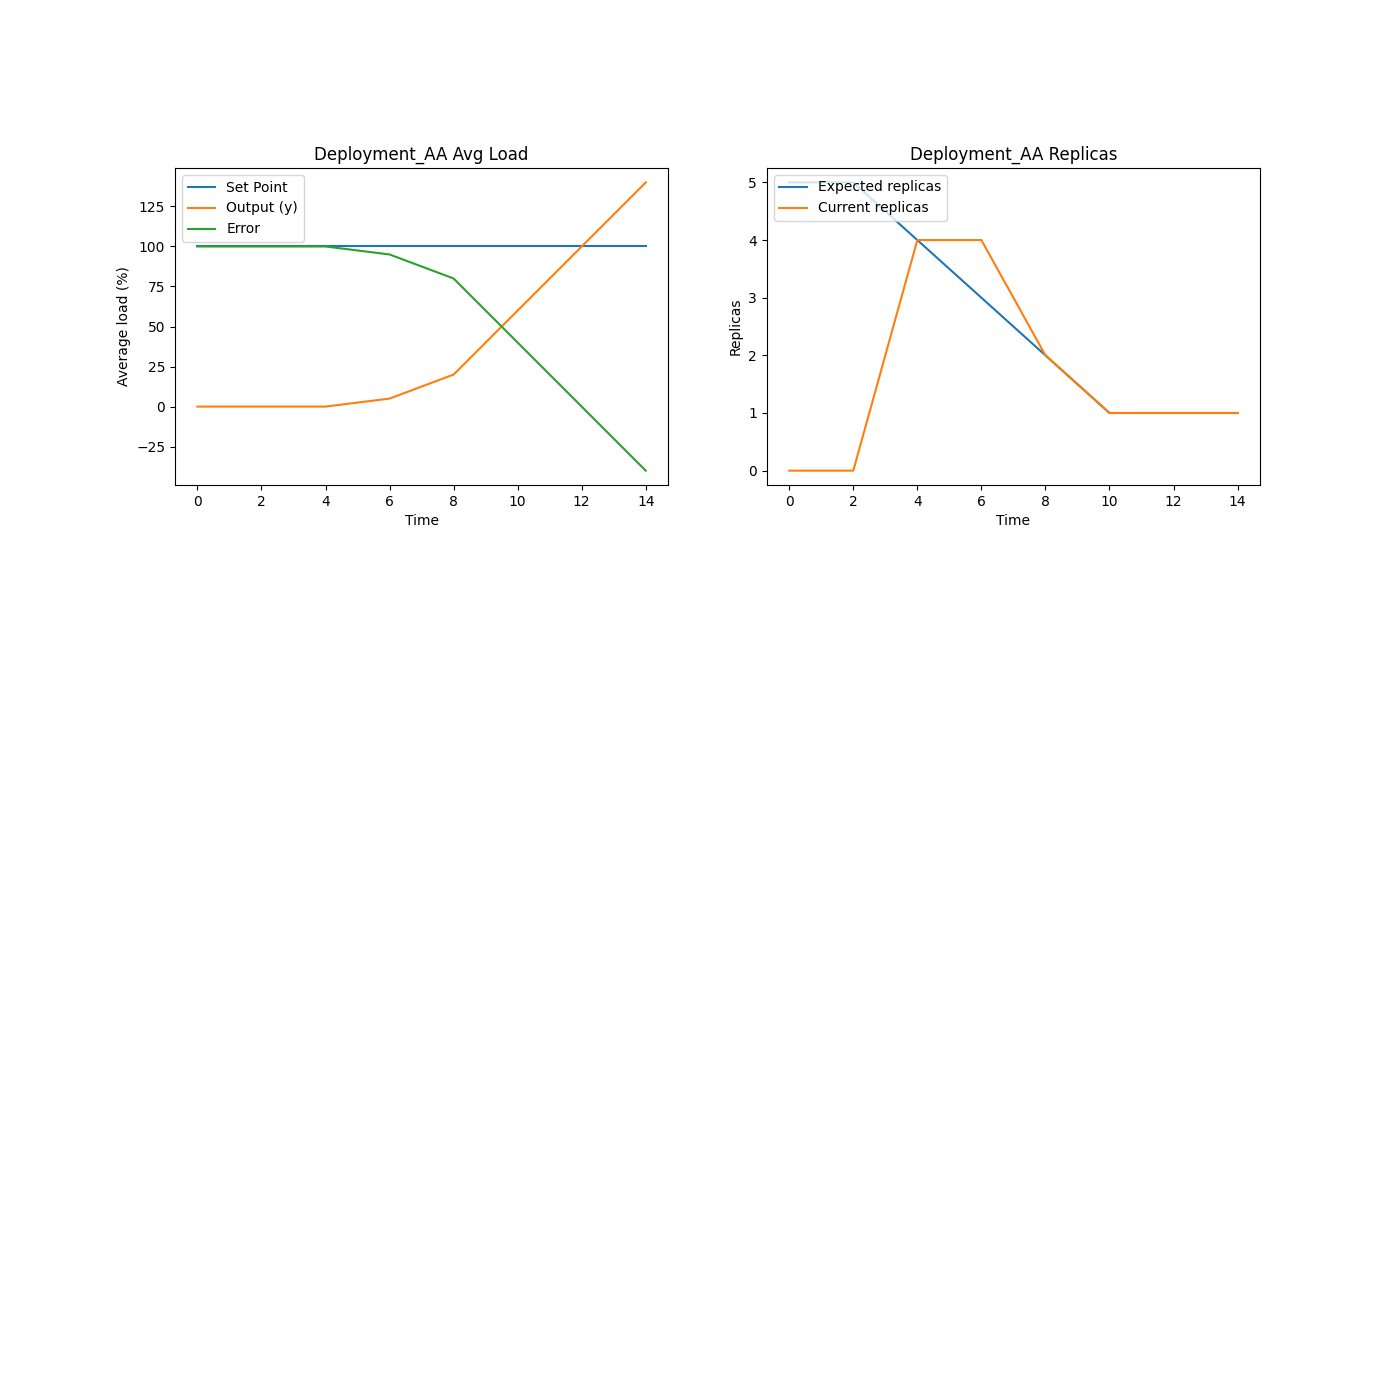 Deployment_AA Avg Load
Set Point
Output (y)
Error
Average load (%)
125
100
75
50
25
0
−25
0 2 4 6 8 10 12 14
Time
Deployment_AA Replicas
Expected replicas
Current replicas
Replicas
5
4
3
2
1
0
0 2 4 6 8 10 12 14
Time